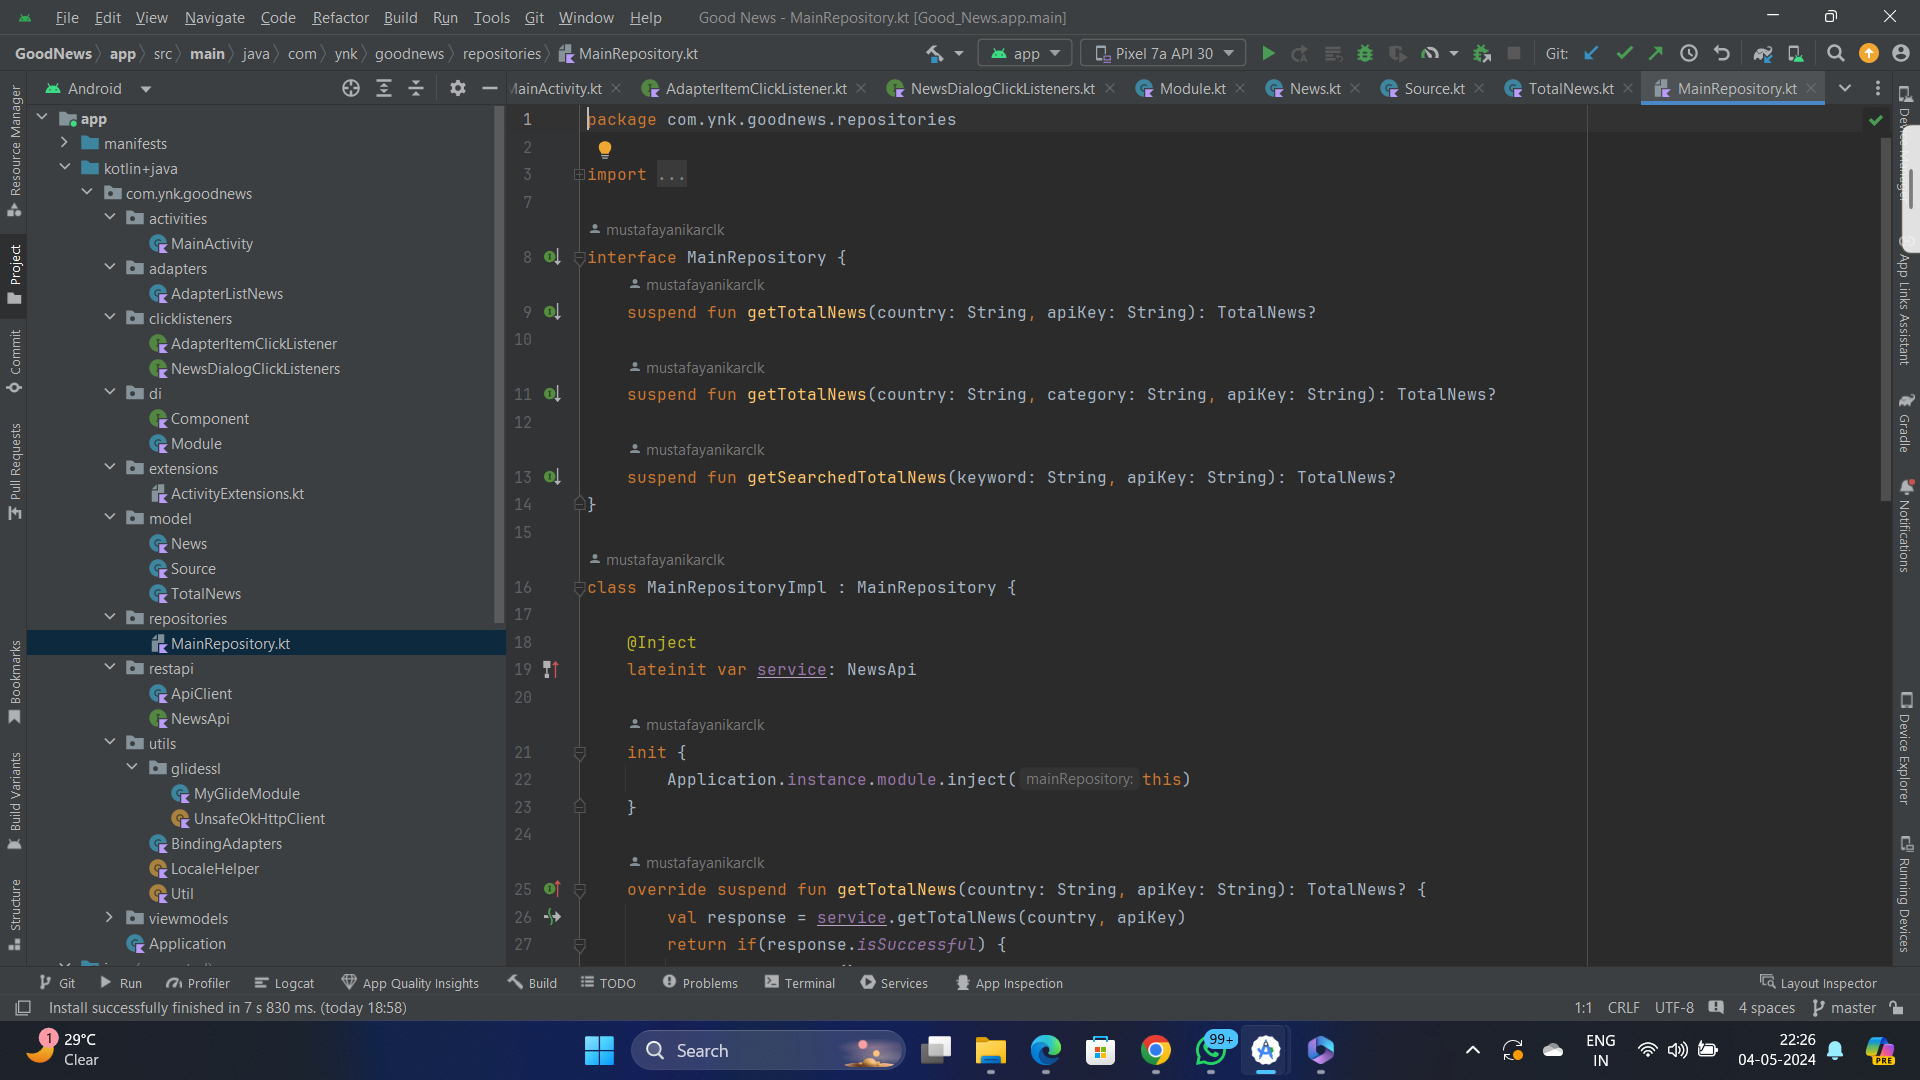 File Edit View Navigate Code Refactor Build Run Tools Git Window Help Good News - MainRepository.kt [Good_News.app.main]
GoodNews app src main java com ynk goodnews repositories MainRepository.kt app Pixel 7a API 30 Git:
Android
MainActivity.kt AdapterItemClickListener.kt NewsDialogClickListeners.kt Module.kt News.kt Source.kt TotalNews.kt MainRepository.kt
Resource Manager
Project
Commit
Pull Requests
Bookmarks
Build Variants
Structure
app
manifests
kotlin+java
com.ynk.goodnews
activities
MainActivity
adapters
AdapterListNews
clicklisteners
AdapterItemClickListener
NewsDialogClickListeners
di
Component
Module
extensions
ActivityExtensions.kt
model
News
Source
TotalNews
repositories
MainRepository.kt
restapi
ApiClient
NewsApi
utils
glidessl
MyGlideModule
UnsafeOkHttpClient
BindingAdapters
LocaleHelper
Util
viewmodels
Application
1 package com.ynk.goodnews.repositories
2
3 import ...
7
mustafayanikarclk
8 interface MainRepository {
mustafayanikarclk
9 suspend fun getTotalNews(country: String, apiKey: String): TotalNews?
10
mustafayanikarclk
11 suspend fun getTotalNews(country: String, category: String, apiKey: String): TotalNews?
12
mustafayanikarclk
13 suspend fun getSearchedTotalNews(keyword: String, apiKey: String): TotalNews?
14 }
15
mustafayanikarclk
16 class MainRepositoryImpl : MainRepository {
17
18 @Inject
19 lateinit var service: NewsApi
20
mustafayanikarclk
21 init {
22 Application.instance.module.inject( mainRepository: this)
23 }
24
mustafayanikarclk
25 override suspend fun getTotalNews(country: String, apiKey: String): TotalNews? {
26 val response = service.getTotalNews(country, apiKey)
27 return if(response.isSuccessful) {
Device Manager
App Links Assistant
Gradle
Notifications
Device Explorer
Running Devices
Git Run Profiler Logcat App Quality Insights Build TODO Problems Terminal Services App Inspection Layout Inspector
Install successfully finished in 7 s 830 ms. (today 18:58) 1:1 CRLF UTF-8 4 spaces master
1 29°C
Clear
Search
99+
PRE
ENG
IN
22:26
04-05-2024